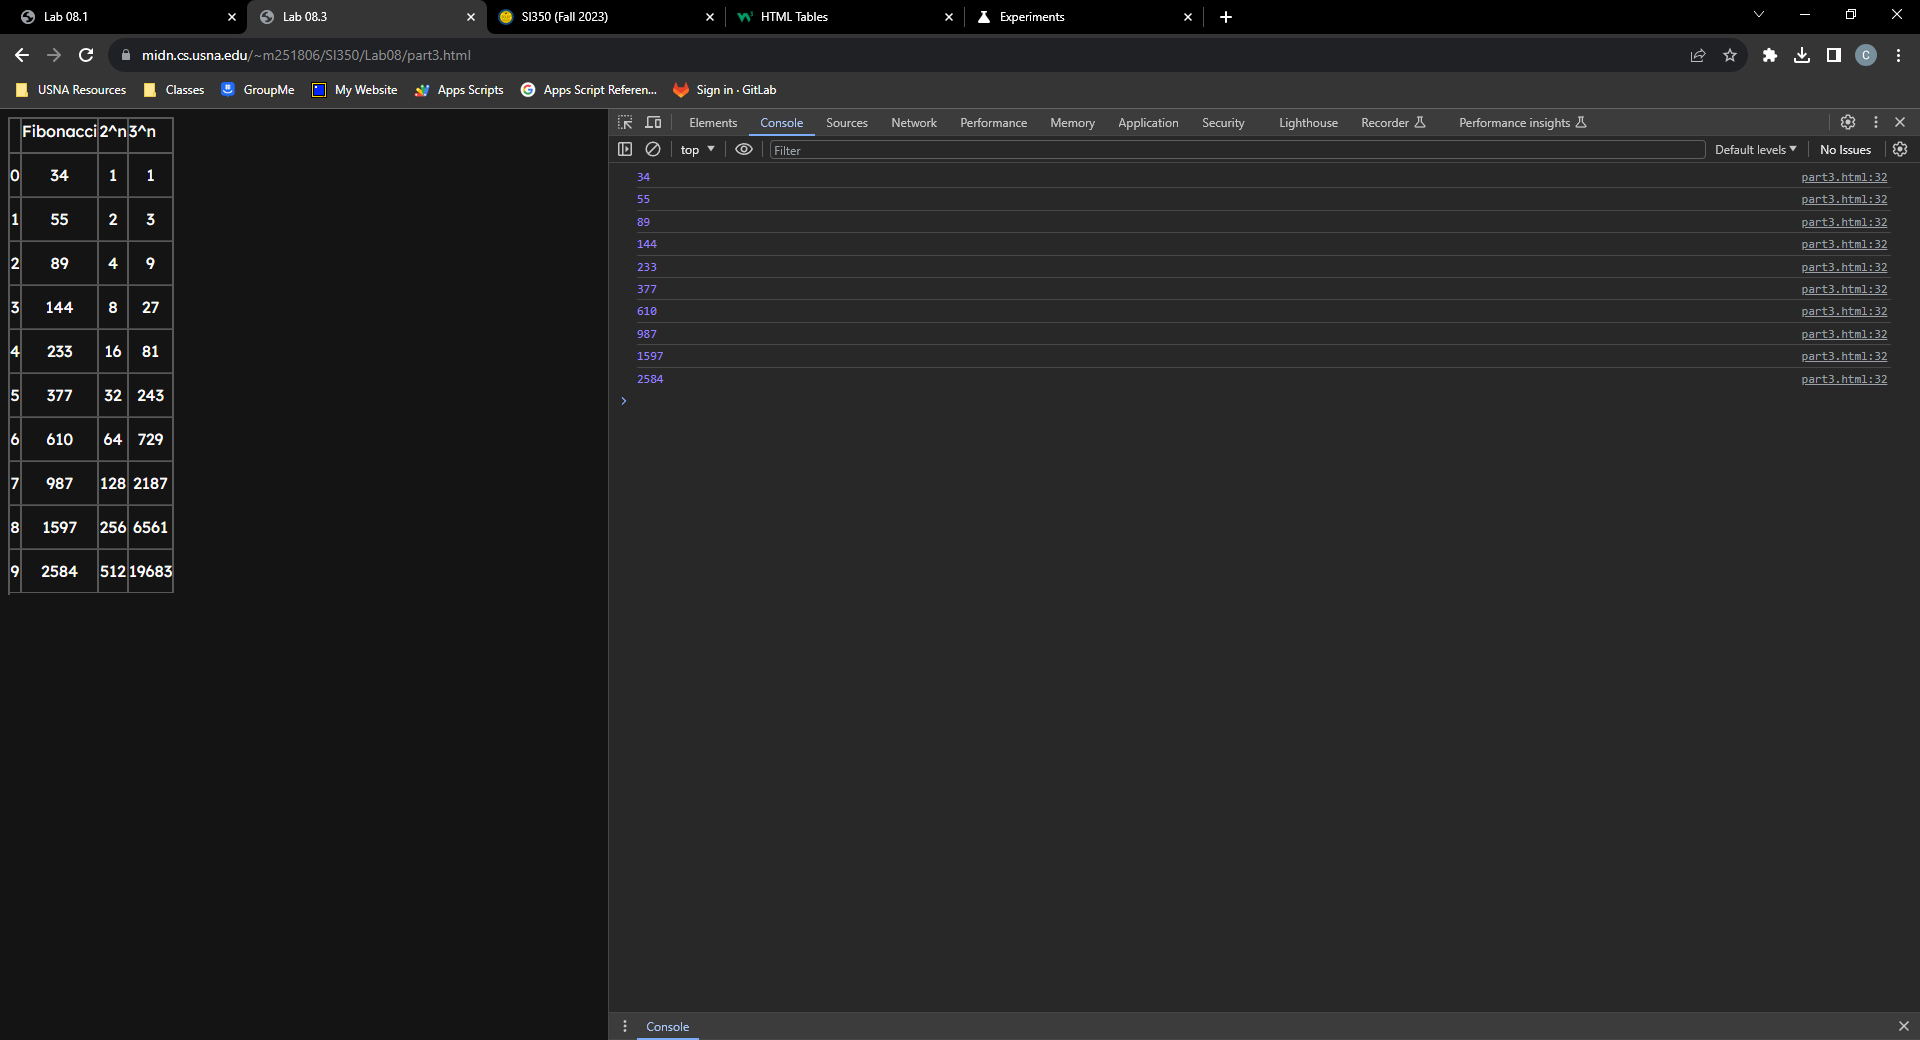 Lab 08.1 Lab 08.3 SI350 (Fall 2023) HTML Tables Experiments
midn.cs.usna.edu/~m251806/SI350/Lab08/part3.html C
USNA Resources Classes GroupMe My Website Apps Scripts Apps Script Referen... Sign in · GitLab
Fibonacci 2^n 3^n
0 34 1 1
1 55 2 3
2 89 4 9
3 144 8 27
4 233 16 81
5 377 32 243
6 610 64 729
7 987 128 2187
8 1597 256 6561
9 2584 512 19683
Elements Console Sources Network Performance Memory Application Security Lighthouse Recorder Performance insights
top Filter Default levels No Issues
34 part3.html:32
55 part3.html:32
89 part3.html:32
144 part3.html:32
233 part3.html:32
377 part3.html:32
610 part3.html:32
987 part3.html:32
1597 part3.html:32
2584 part3.html:32
Console